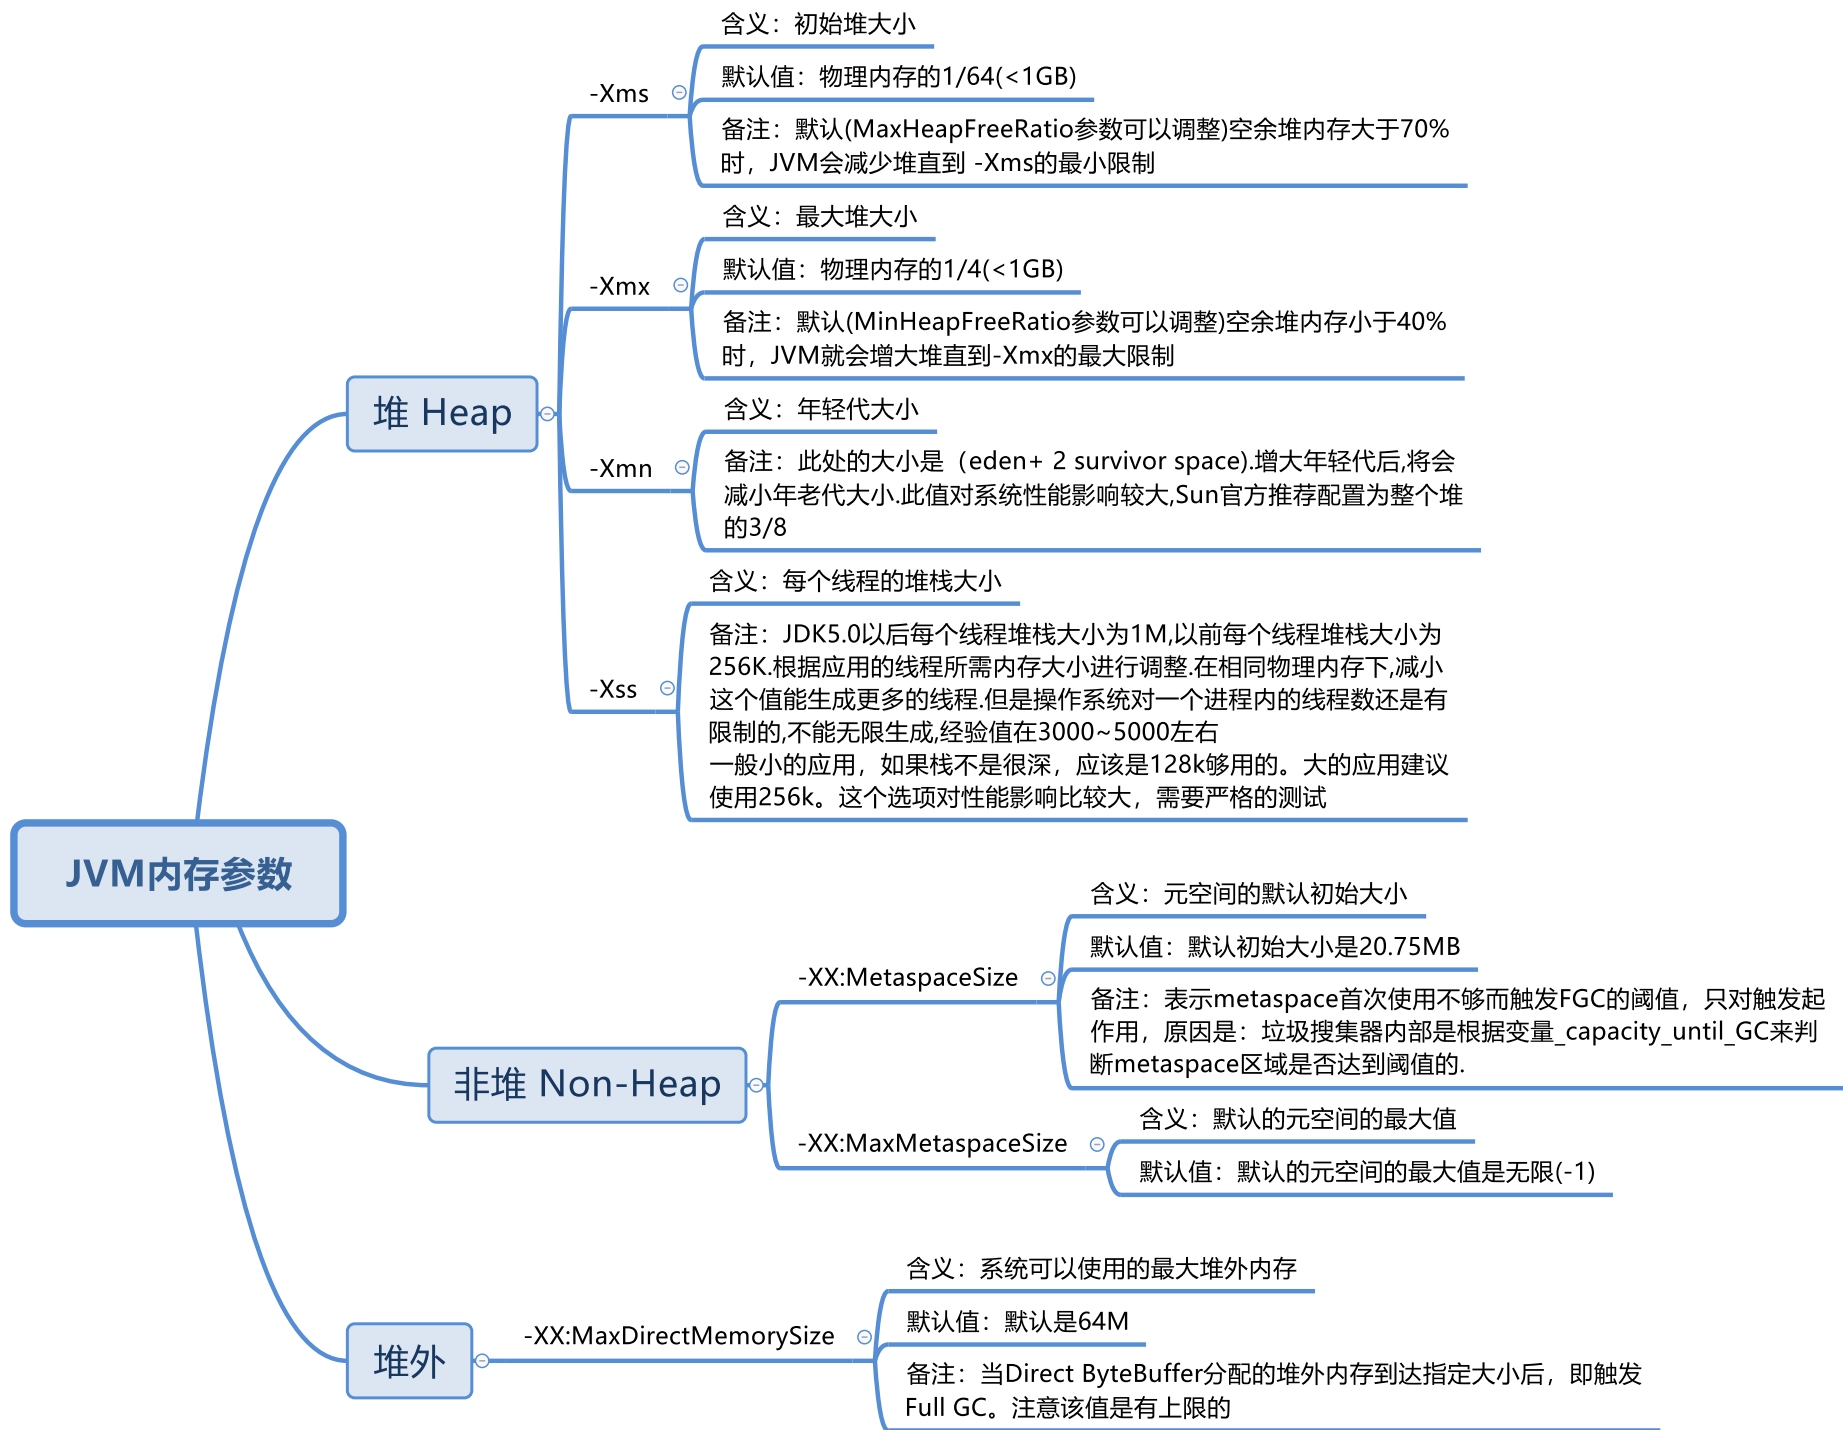 JVM内存参数
堆 Heap
-Xms
含义：初始堆大小
默认值：物理内存的1/64(<1GB)
备注：默认(MaxHeapFreeRatio参数可以调整)空余堆内存大于70%
时，JVM会减少堆直到 -Xms的最小限制
-Xmx
含义：最大堆大小
默认值：物理内存的1/4(<1GB)
备注：默认(MinHeapFreeRatio参数可以调整)空余堆内存小于40%
时，JVM就会增大堆直到-Xmx的最大限制
-Xmn
含义：年轻代大小
备注：此处的大小是（eden+ 2 survivor space).增大年轻代后,将会
减小年老代大小.此值对系统性能影响较大,Sun官方推荐配置为整个堆
的3/8
-Xss
含义：每个线程的堆栈大小
备注：JDK5.0以后每个线程堆栈大小为1M,以前每个线程堆栈大小为
256K.根据应用的线程所需内存大小进行调整.在相同物理内存下,减小
这个值能生成更多的线程.但是操作系统对一个进程内的线程数还是有
限制的,不能无限生成,经验值在3000~5000左右
一般小的应用，如果栈不是很深，应该是128k够用的。大的应用建议
使用256k。这个选项对性能影响比较大，需要严格的测试
非堆 Non-Heap
-XX:MetaspaceSize
含义：元空间的默认初始大小
默认值：默认初始大小是20.75MB
备注：表示metaspace首次使用不够而触发FGC的阈值，只对触发起
作用，原因是：垃圾搜集器内部是根据变量_capacity_until_GC来判
断metaspace区域是否达到阈值的.
-XX:MaxMetaspaceSize
含义：默认的元空间的最大值
默认值：默认的元空间的最大值是无限(-1)
堆外
-XX:MaxDirectMemorySize
含义：系统可以使用的最大堆外内存
默认值：默认是64M
备注：当Direct ByteBuffer分配的堆外内存到达指定大小后，即触发
Full GC。注意该值是有上限的